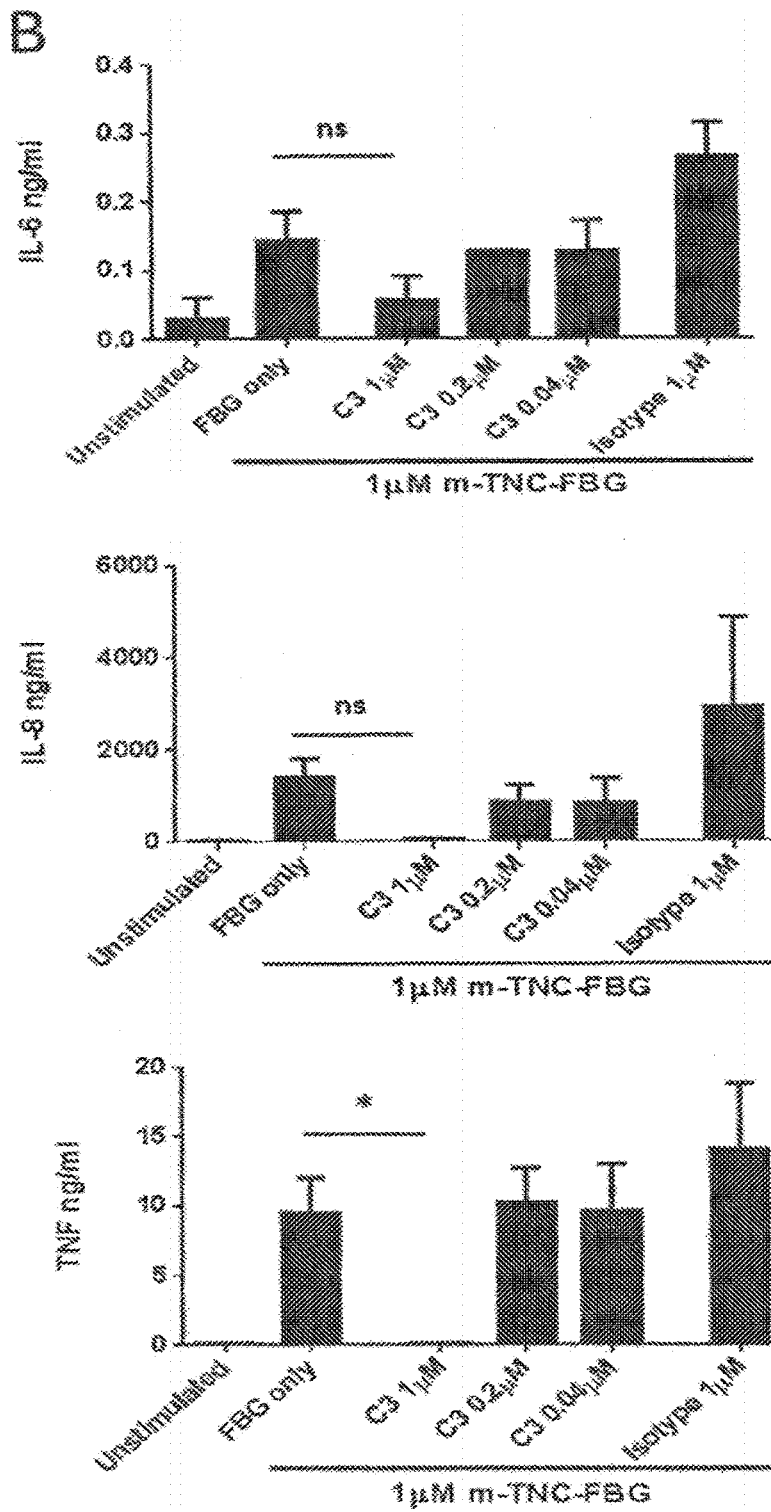 B
IL-6 ng/ml
0.4
0.3
0.2
0.1
0.0
ns
Unstimulated
FBG only
C3 1µM
C3 0.2µM
C3 0.04µM
Isotype 1µM
1µM m-TNC-FBG
IL-8 ng/ml
6000
4000
2000
0
ns
Unstimulated
FBG only
C3 1µM
C3 0.2µM
C3 0.04µM
Isotype 1µM
1µM m-TNC-FBG
TNF ng/ml
20
15
10
5
0
*
Unstimulated
FBG only
C3 1µM
C3 0.2µM
C3 0.04µM
Isotype 1µM
1µM m-TNC-FBG